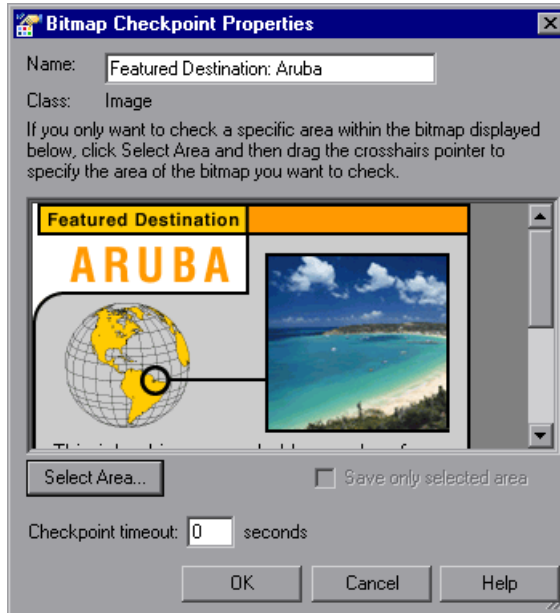 Bitmap Checkpoint Properties
Name: Featured Destination: Aruba
Class: Image
If you only want to check a specific area within the bitmap displayed
below, click Select Area and then drag the crosshairs pointer to
specify the area of the bitmap you want to check.
Featured Destination
ARUBA
Select Area...
Save only selected area
Checkpoint timeout: 0 seconds
OK Cancel Help